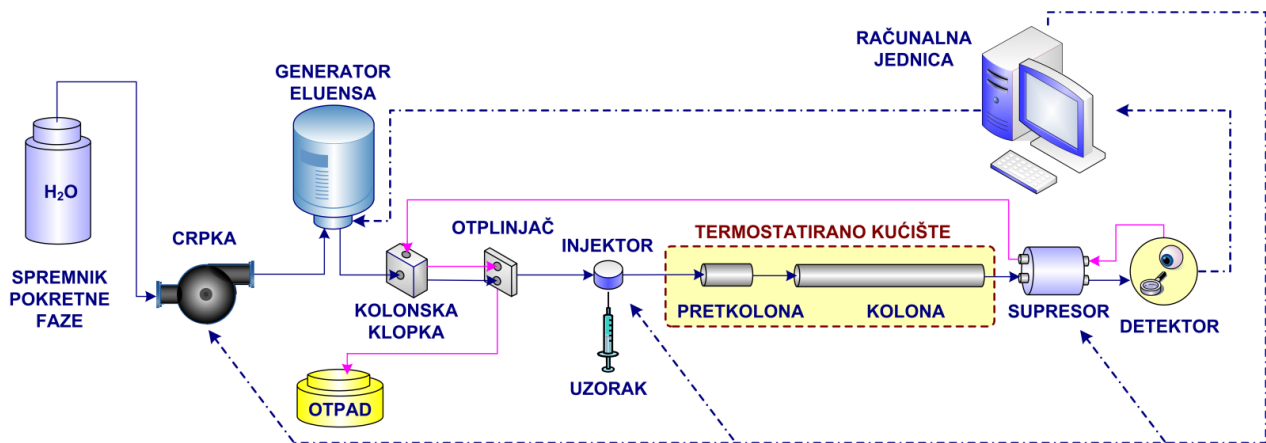 RAČUNALNA
JEDNICA
GENERATOR
ELUENSA
H₂O
SPREMNIK
POKRETNE
FAZE
CRPKA
KOLONSKA
KLOPKA
OTPLINJAČ
INJEKTOR
UZORAK
OTPAD
TERMOSTATIRANO KUĆIŠTE
PRETKOLONA
KOLONA
SUPRESOR
DETEKTOR